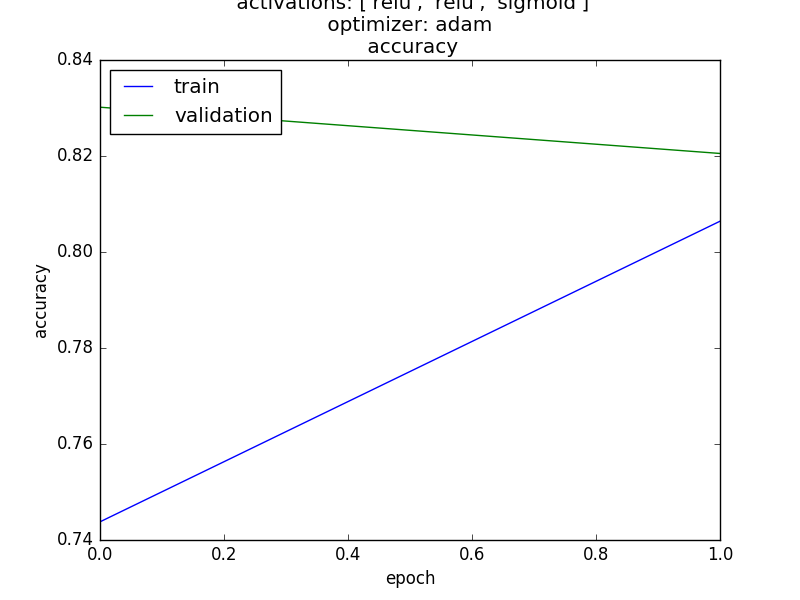 activations: ['relu', 'relu', 'sigmoid']
optimizer: adam
accuracy
0.84
train
validation
0.82
0.80
accuracy
0.78
0.76
0.74
0.0 0.2 0.4 0.6 0.8 1.0
epoch